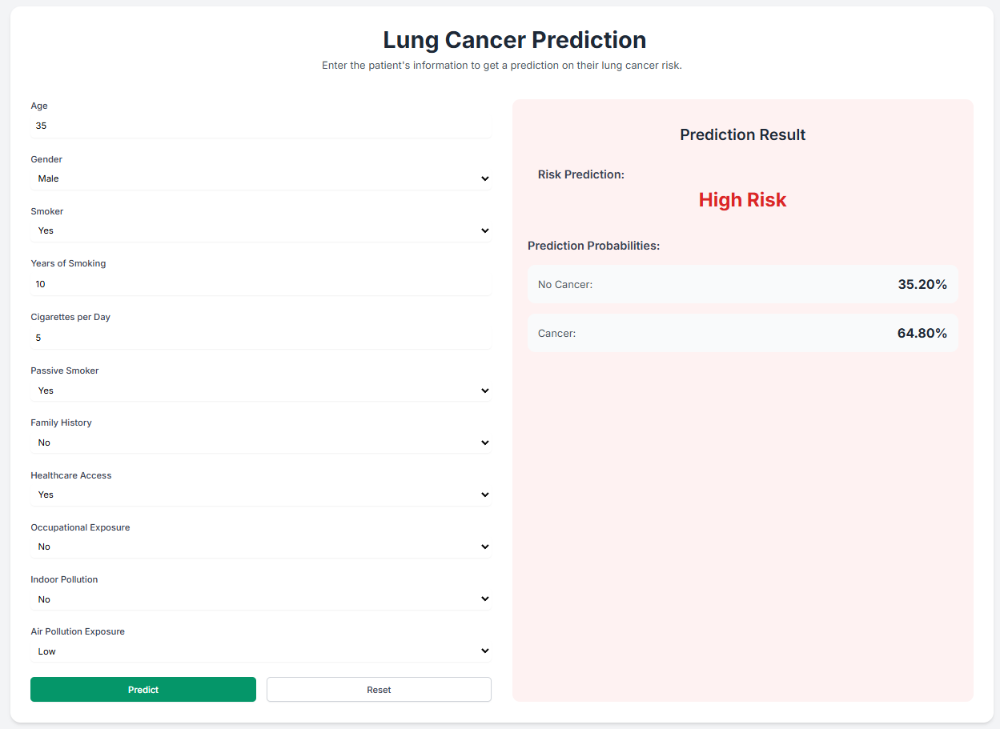 Lung Cancer Prediction
Enter the patient's information to get a prediction on their lung cancer risk.
Age
35
Gender
Male
Smoker
Yes
Years of Smoking
10
Cigarettes per Day
5
Passive Smoker
Yes
Family History
No
Healthcare Access
Yes
Occupational Exposure
No
Indoor Pollution
No
Air Pollution Exposure
Low
Predict
Reset
Prediction Result
Risk Prediction:
High Risk
Prediction Probabilities:
No Cancer: 35.20%
Cancer: 64.80%